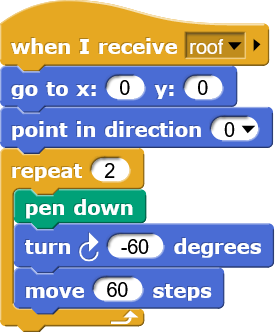 when I receive roof
go to x: 0 y: 0
point in direction 0
repeat 2
pen down
turn -60 degrees
move 60 steps